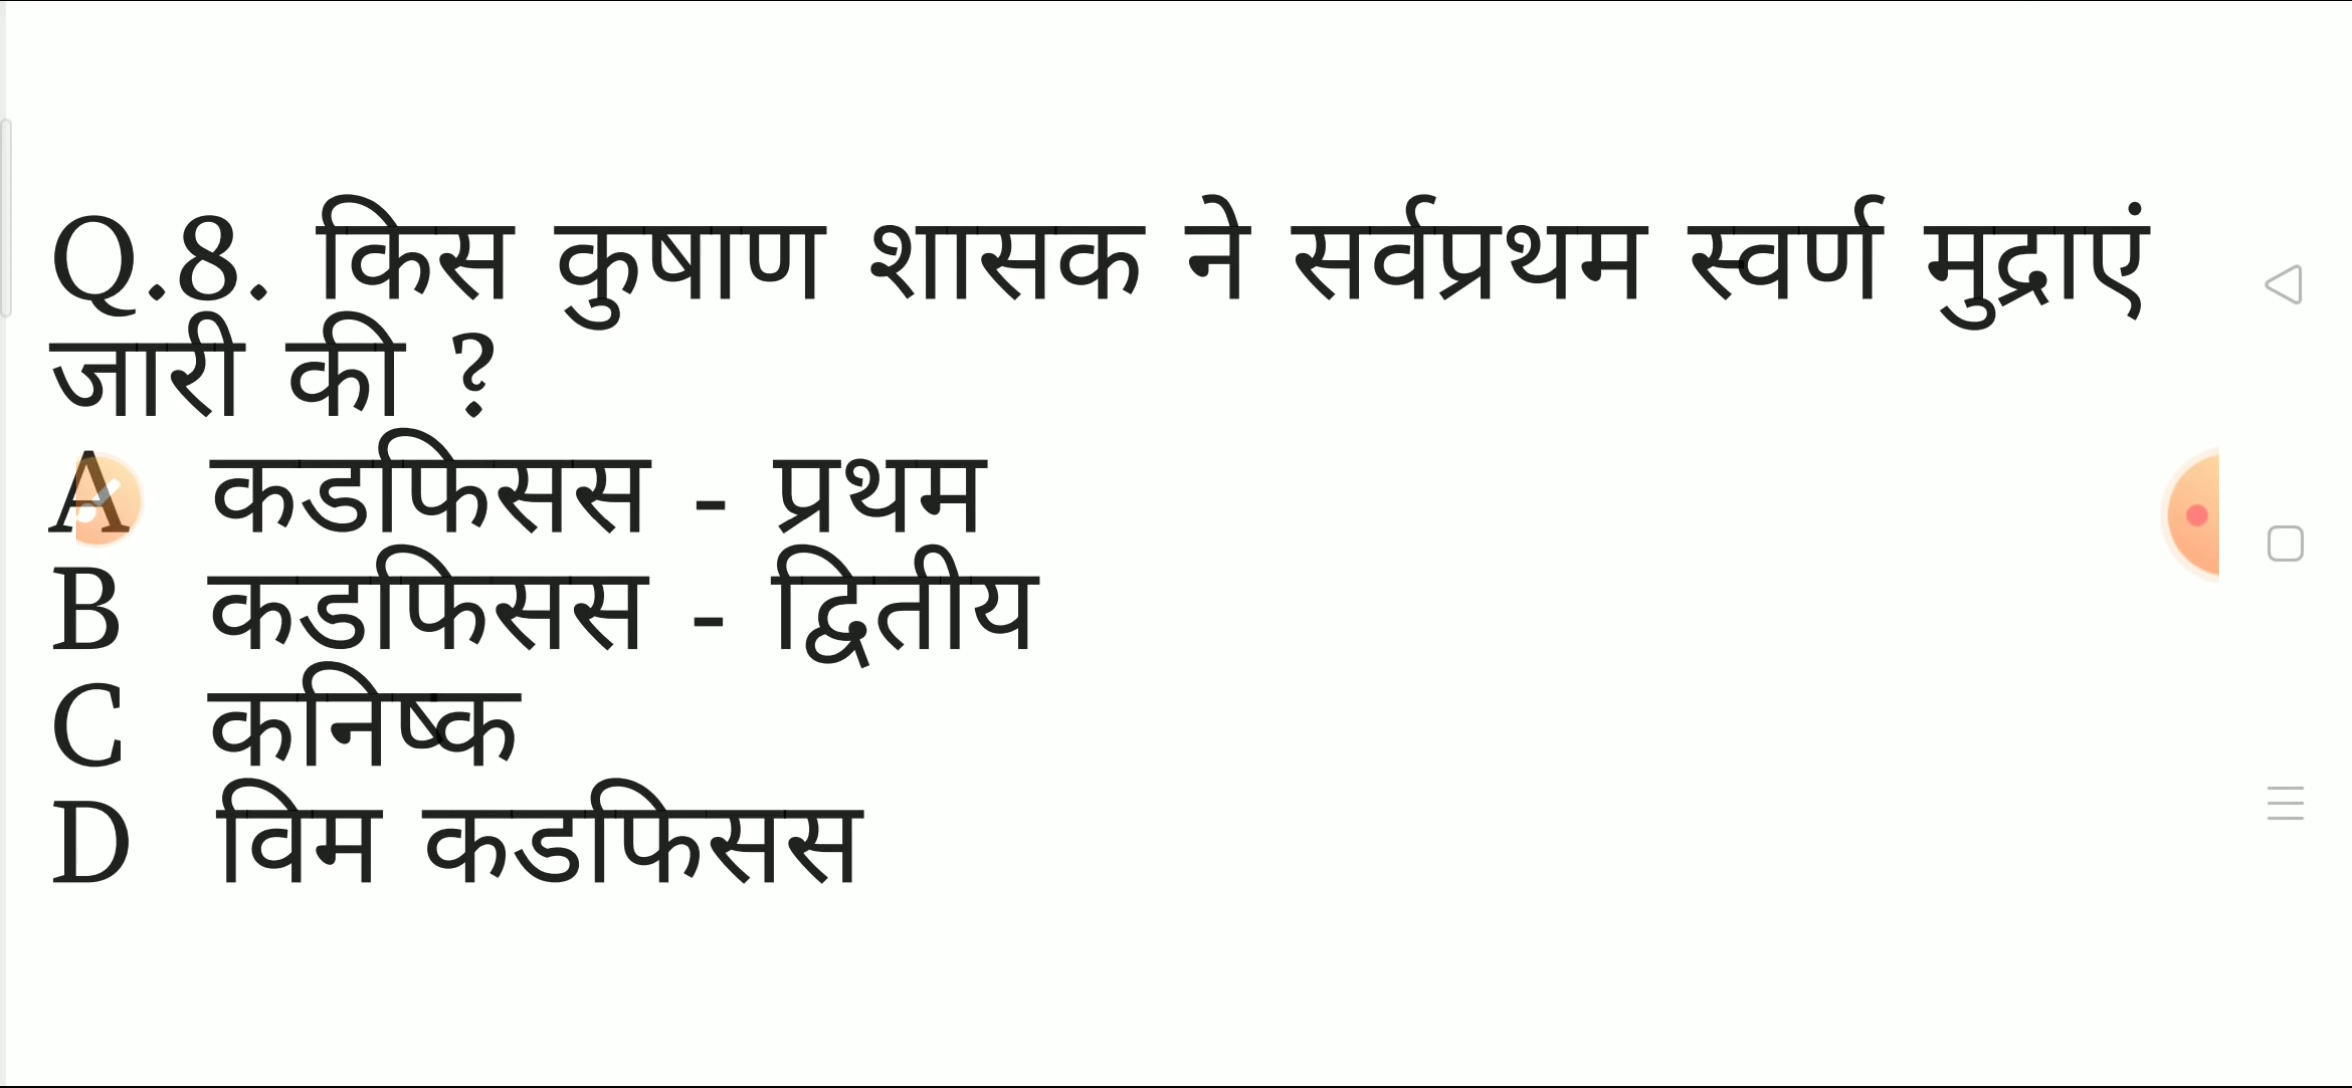 Q.8. किस कुषाण शासक ने सर्वप्रथम स्वर्ण मुद्राएं
जारी की ?
A कडफिसस - प्रथम
B कडफिसस - द्वितीय
C कनिष्क
D विम कडफिसस